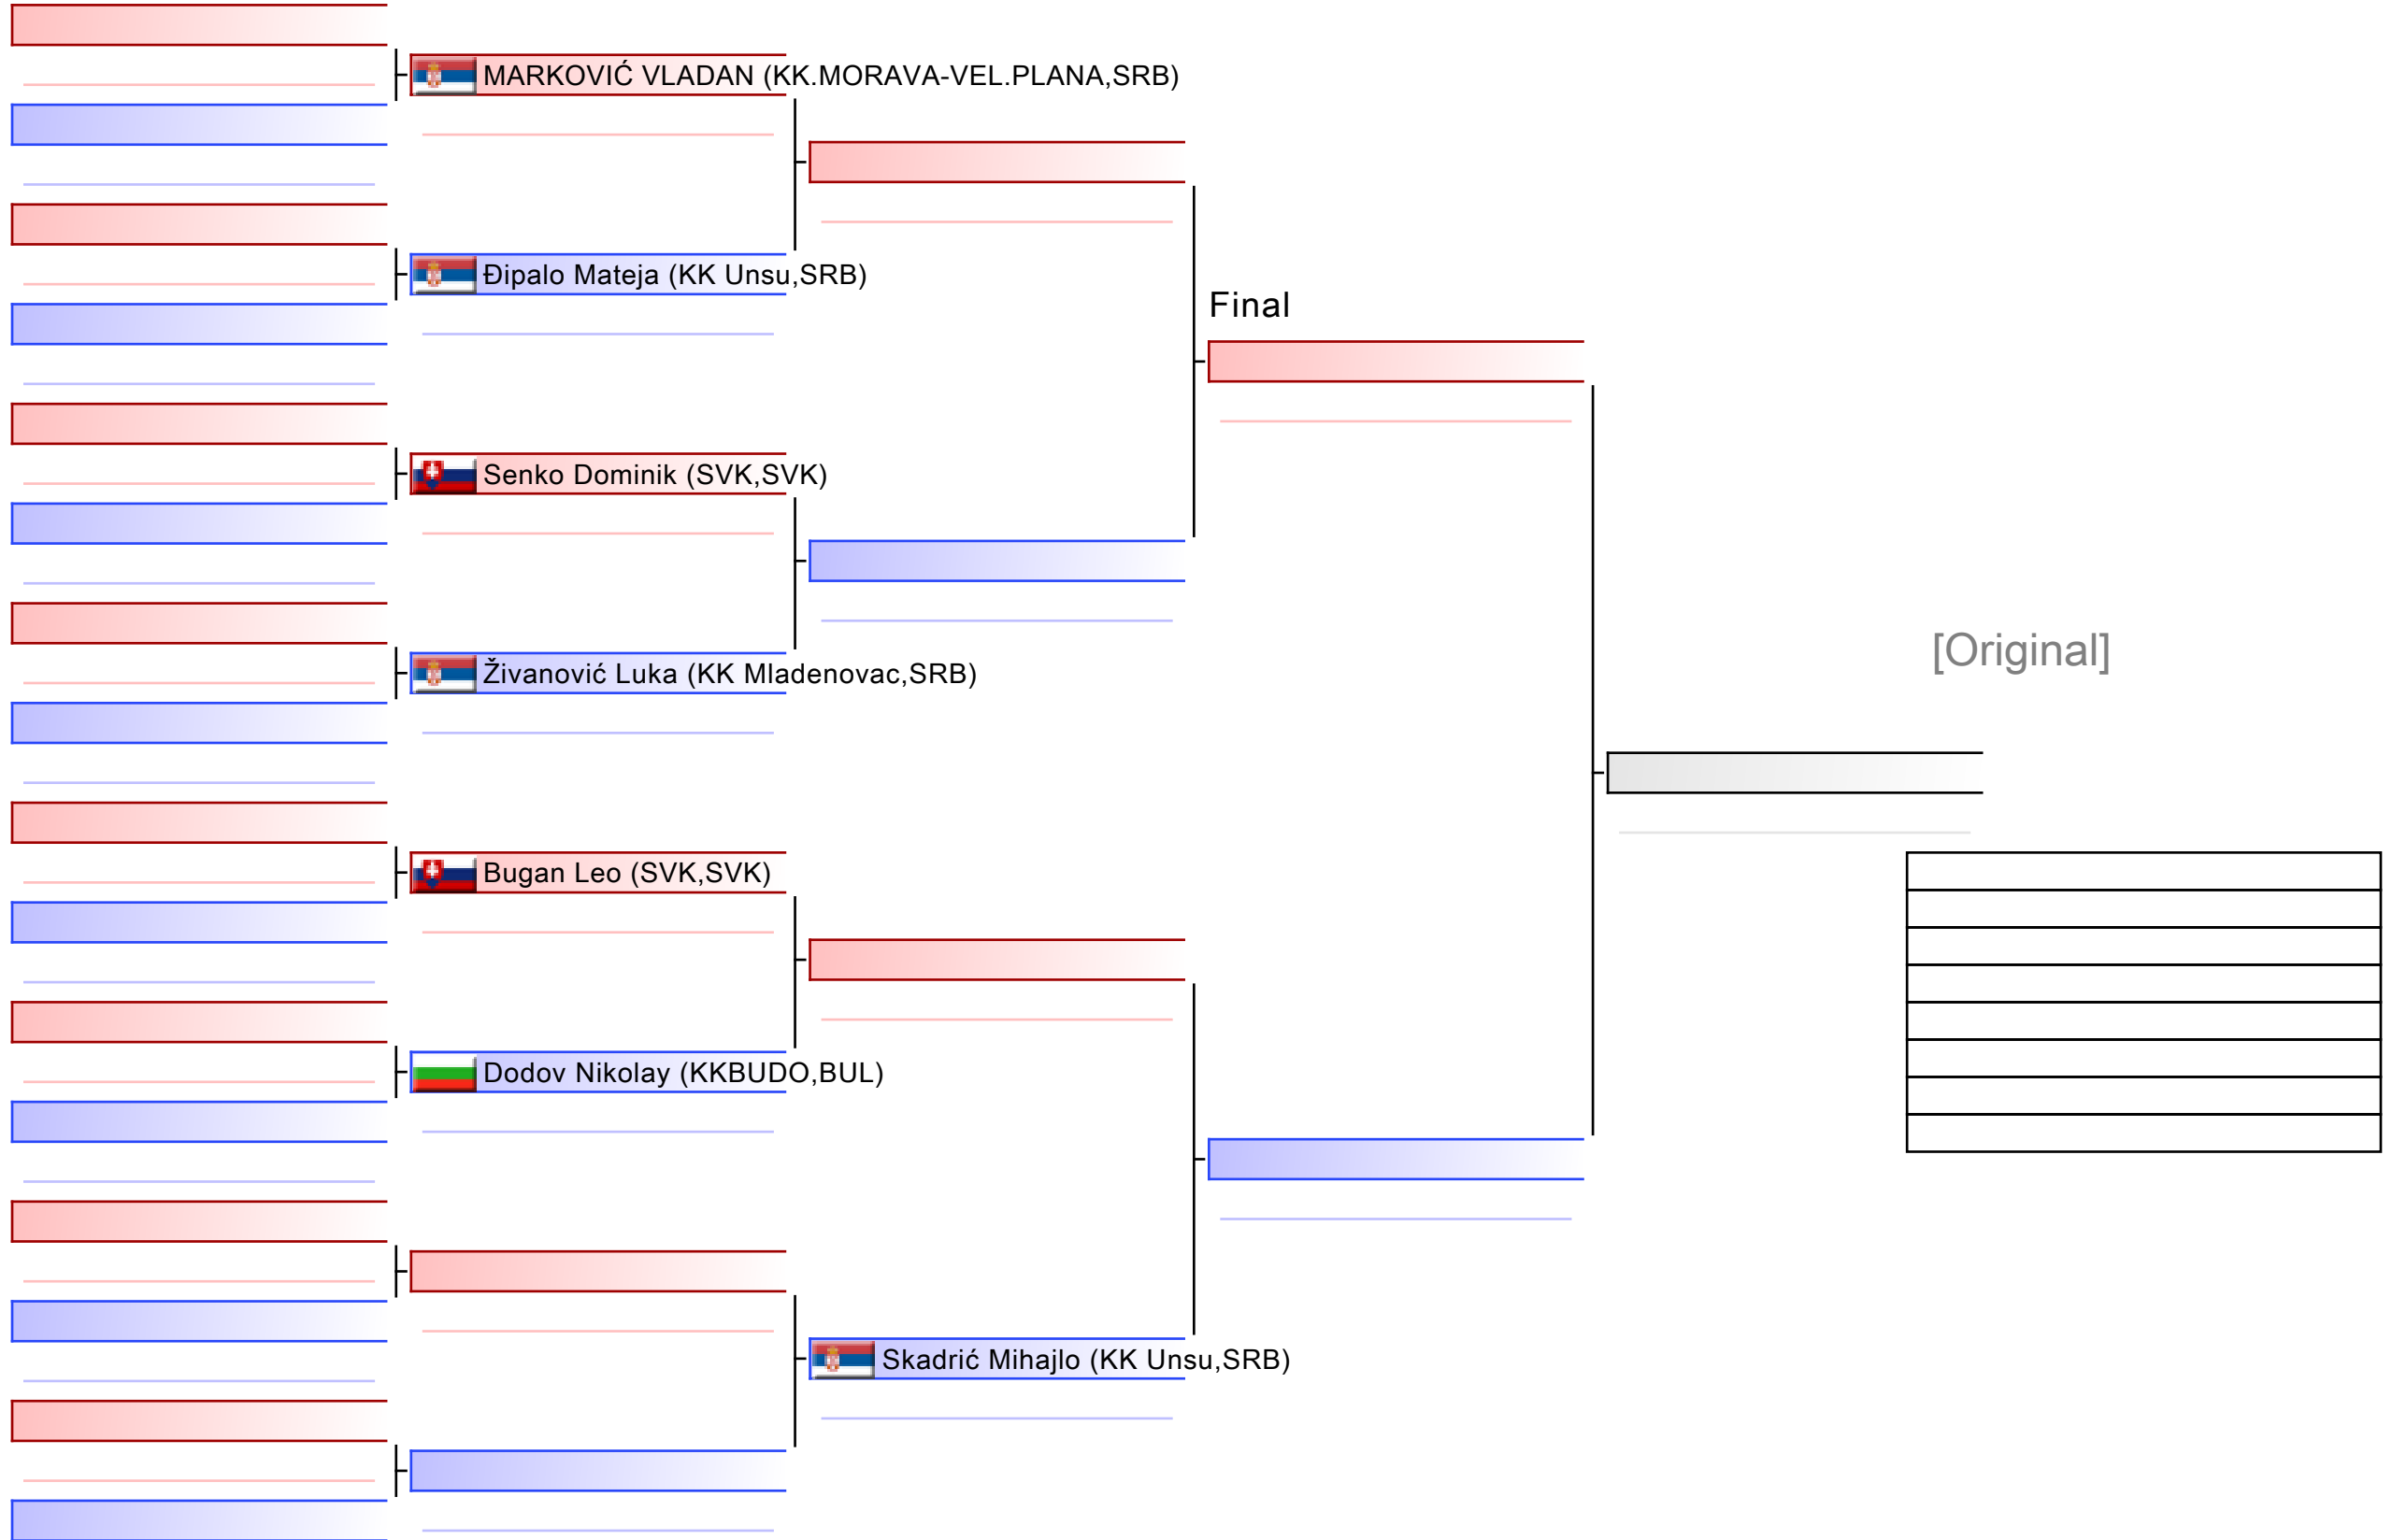 MARKOVIĆ VLADAN (KK.MORAVA-VEL.PLANA,SRB)
Đipalo Mateja (KK Unsu,SRB)
Final
Senko Dominik (SVK,SVK)
[Original]
Živanović Luka (KK Mladenovac,SRB)
Bugan Leo (SVK,SVK)
Dodov Nikolay (KKBUDO,BUL)
Skadrić Mihajlo (KK Unsu,SRB)